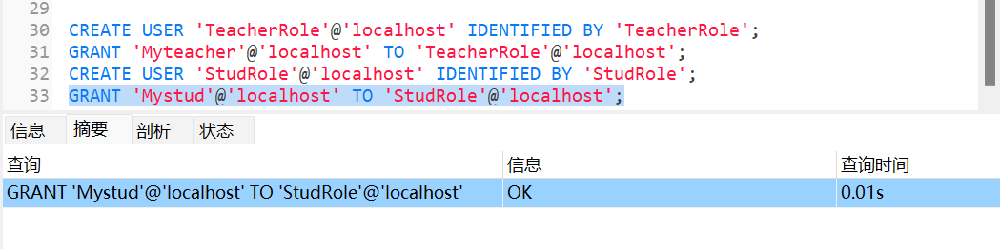 29
30 CREATE USER 'TeacherRole'@'localhost' IDENTIFIED BY 'TeacherRole';
31 GRANT 'Myteacher'@'localhost' TO 'TeacherRole'@'localhost';
32 CREATE USER 'StudRole'@'localhost' IDENTIFIED BY 'StudRole';
33 GRANT 'Mystud'@'localhost' TO 'StudRole'@'localhost';
信息 摘要 剖析 状态
查询 信息 查询时间
GRANT 'Mystud'@'localhost' TO 'StudRole'@'localhost' OK 0.01s